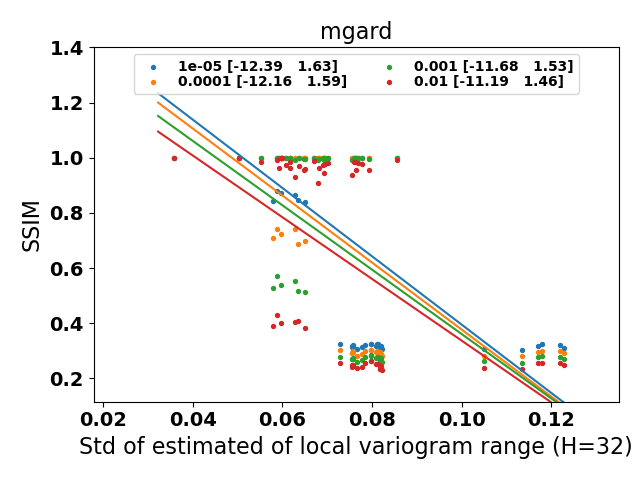 mgard
1e-05 [-12.39 1.63]
0.0001 [-12.16 1.59]
0.001 [-11.68 1.53]
0.01 [-11.19 1.46]
SSIM
1.4
1.2
1.0
0.8
0.6
0.4
0.2
0.02 0.04 0.06 0.08 0.10 0.12
Std of estimated of local variogram range (H=32)